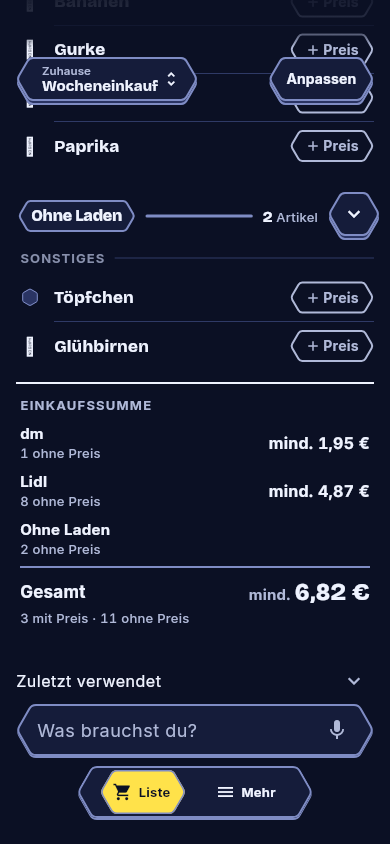 Bananen
Gurke
+ Preis
Zuhause
Wocheneinkauf
Anpassen
Paprika
+ Preis
Ohne Laden
2 Artikel
SONSTIGES
Töpfchen
+ Preis
Glühbirnen
+ Preis
EINKAUFSSUMME
dm
mind. 1,95 €
1 ohne Preis
Lidl
mind. 4,87 €
8 ohne Preis
Ohne Laden
2 ohne Preis
Gesamt
mind. 6,82 €
3 mit Preis · 11 ohne Preis
Zuletzt verwendet
Was brauchst du?
Liste
Mehr